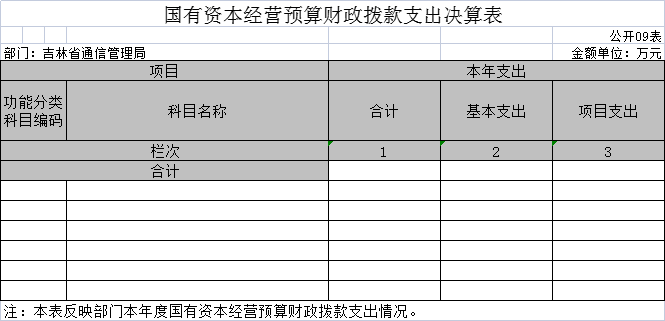 国有资本经营预算财政拨款支出决算表
公开09表
部门：吉林省通信管理局 金额单位：万元
项目 本年支出
功能分类科目编码 科目名称 合计 基本支出 项目支出
栏次 1 2 3
合计
注：本表反映部门本年度国有资本经营预算财政拨款支出情况。